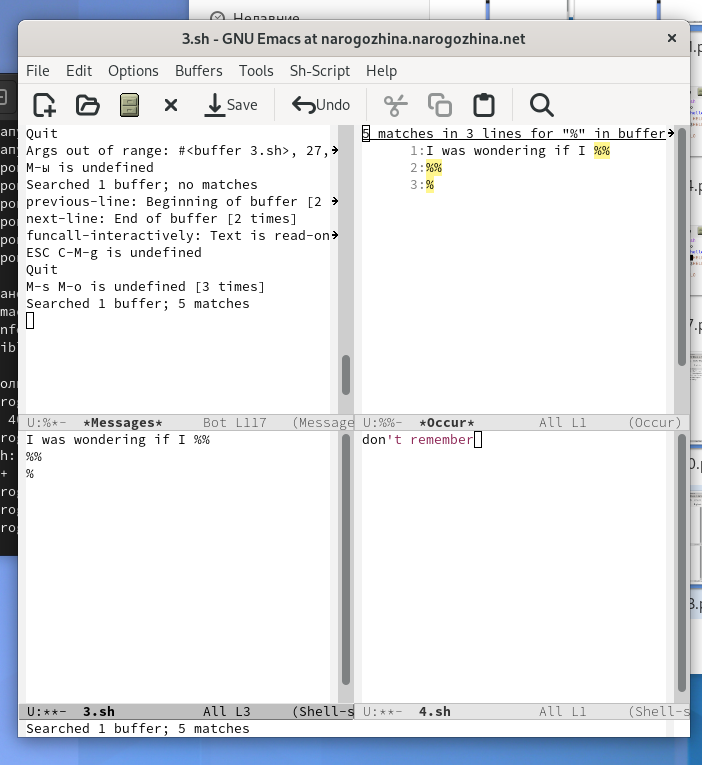 Недавние
3.sh - GNU Emacs at narogozhina.narogozhina.net
×
File Edit Options Buffers Tools Sh-Script Help
Save Undo
Quit
Args out of range: #<buffer 3.sh>, 27,
M-ы is undefined
Searched 1 buffer; no matches
previous-line: Beginning of buffer [2
next-line: End of buffer [2 times]
funcall-interactively: Text is read-on
ESC C-M-g is undefined
Quit
M-s M-o is undefined [3 times]
Searched 1 buffer; 5 matches
U:%*- *Messages* Bot L117 (Message
5 matches in 3 lines for "%" in buffer
1:I was wondering if I %%
2:%%
3:%
U:%%- *Occur* All L1 (Occur)
I was wondering if I %%
%%
%
U:**- 3.sh All L3 (Shell-s
don't remember
U:**- 4.sh All L1 (Shell-s
Searched 1 buffer; 5 matches